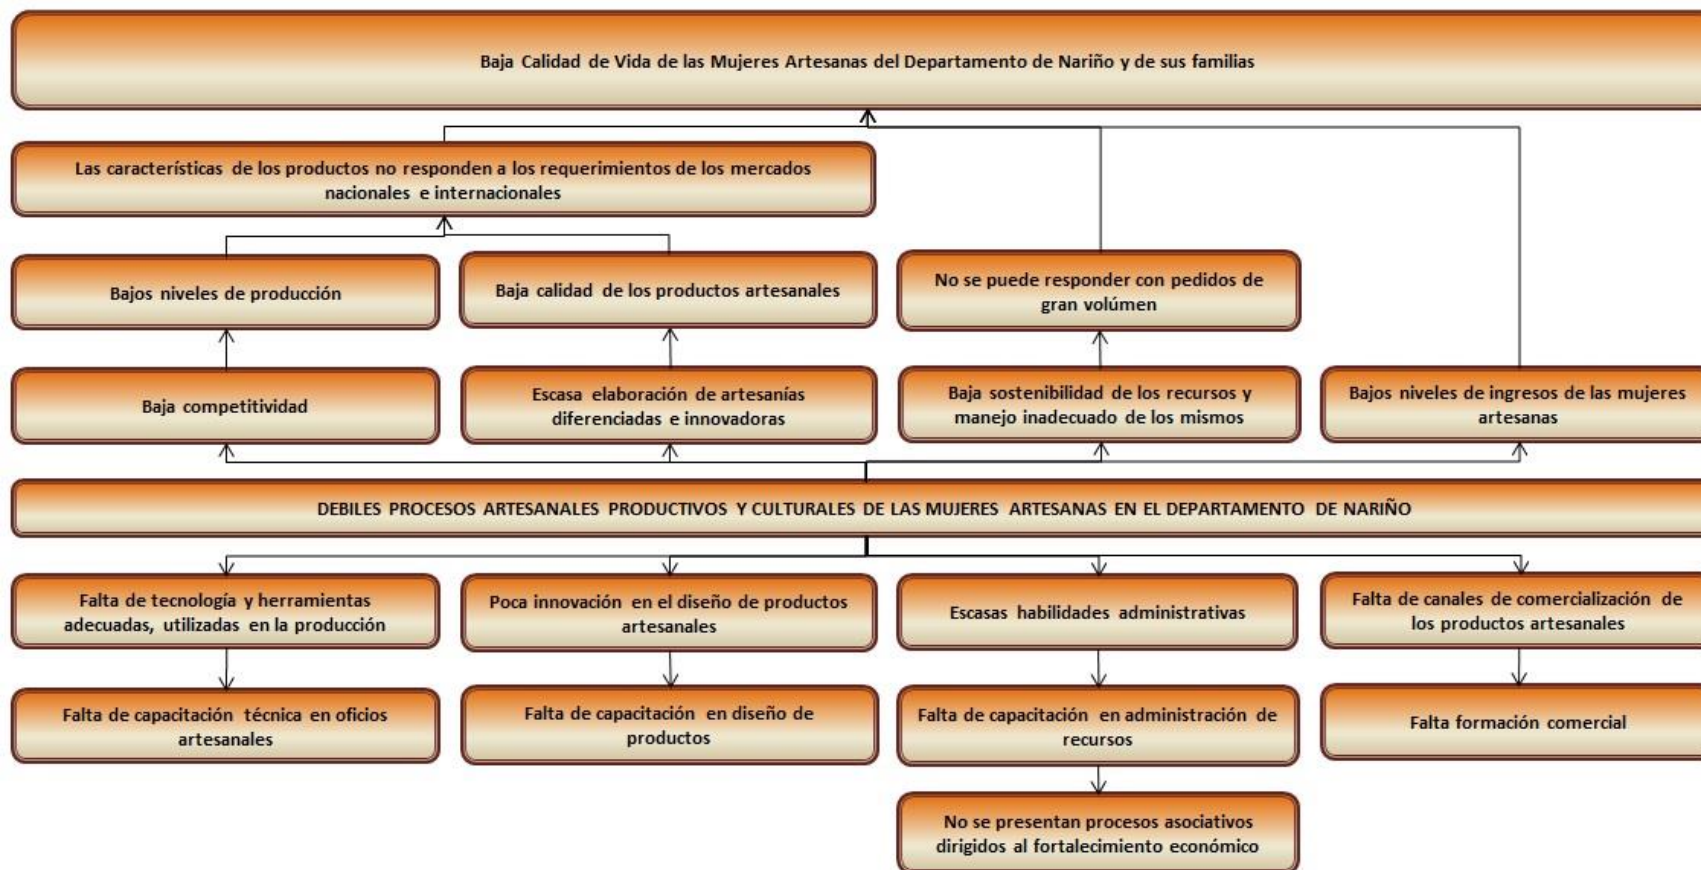 Baja Calidad de Vida de las Mujeres Artesanas del Departamento de Nariño y de sus familias
Las características de los productos no responden a los requerimientos de los mercados
nacionales e internacionales
Bajos niveles de producción
Baja calidad de los productos artesanales
No se puede responder con pedidos de
gran volúmen
Baja competitividad
Escasa elaboración de artesanías
diferenciadas e innovadoras
Baja sostenibilidad de los recursos y
manejo inadecuado de los mismos
Bajos niveles de ingresos de las mujeres
artesanas
DEBILES PROCESOS ARTESANALES PRODUCTIVOS Y CULTURALES DE LAS MUJERES ARTESANAS EN EL DEPARTAMENTO DE NARIÑO
Falta de tecnología y herramientas
adecuadas, utilizadas en la producción
Poca innovación en el diseño de productos
artesanales
Escasas habilidades administrativas
Falta de canales de comercialización de
los productos artesanales
Falta de capacitación técnica en oficios
artesanales
Falta de capacitación en diseño de
productos
Falta de capacitación en administración de
recursos
Falta formación comercial
No se presentan procesos asociativos
dirigidos al fortalecimiento económico